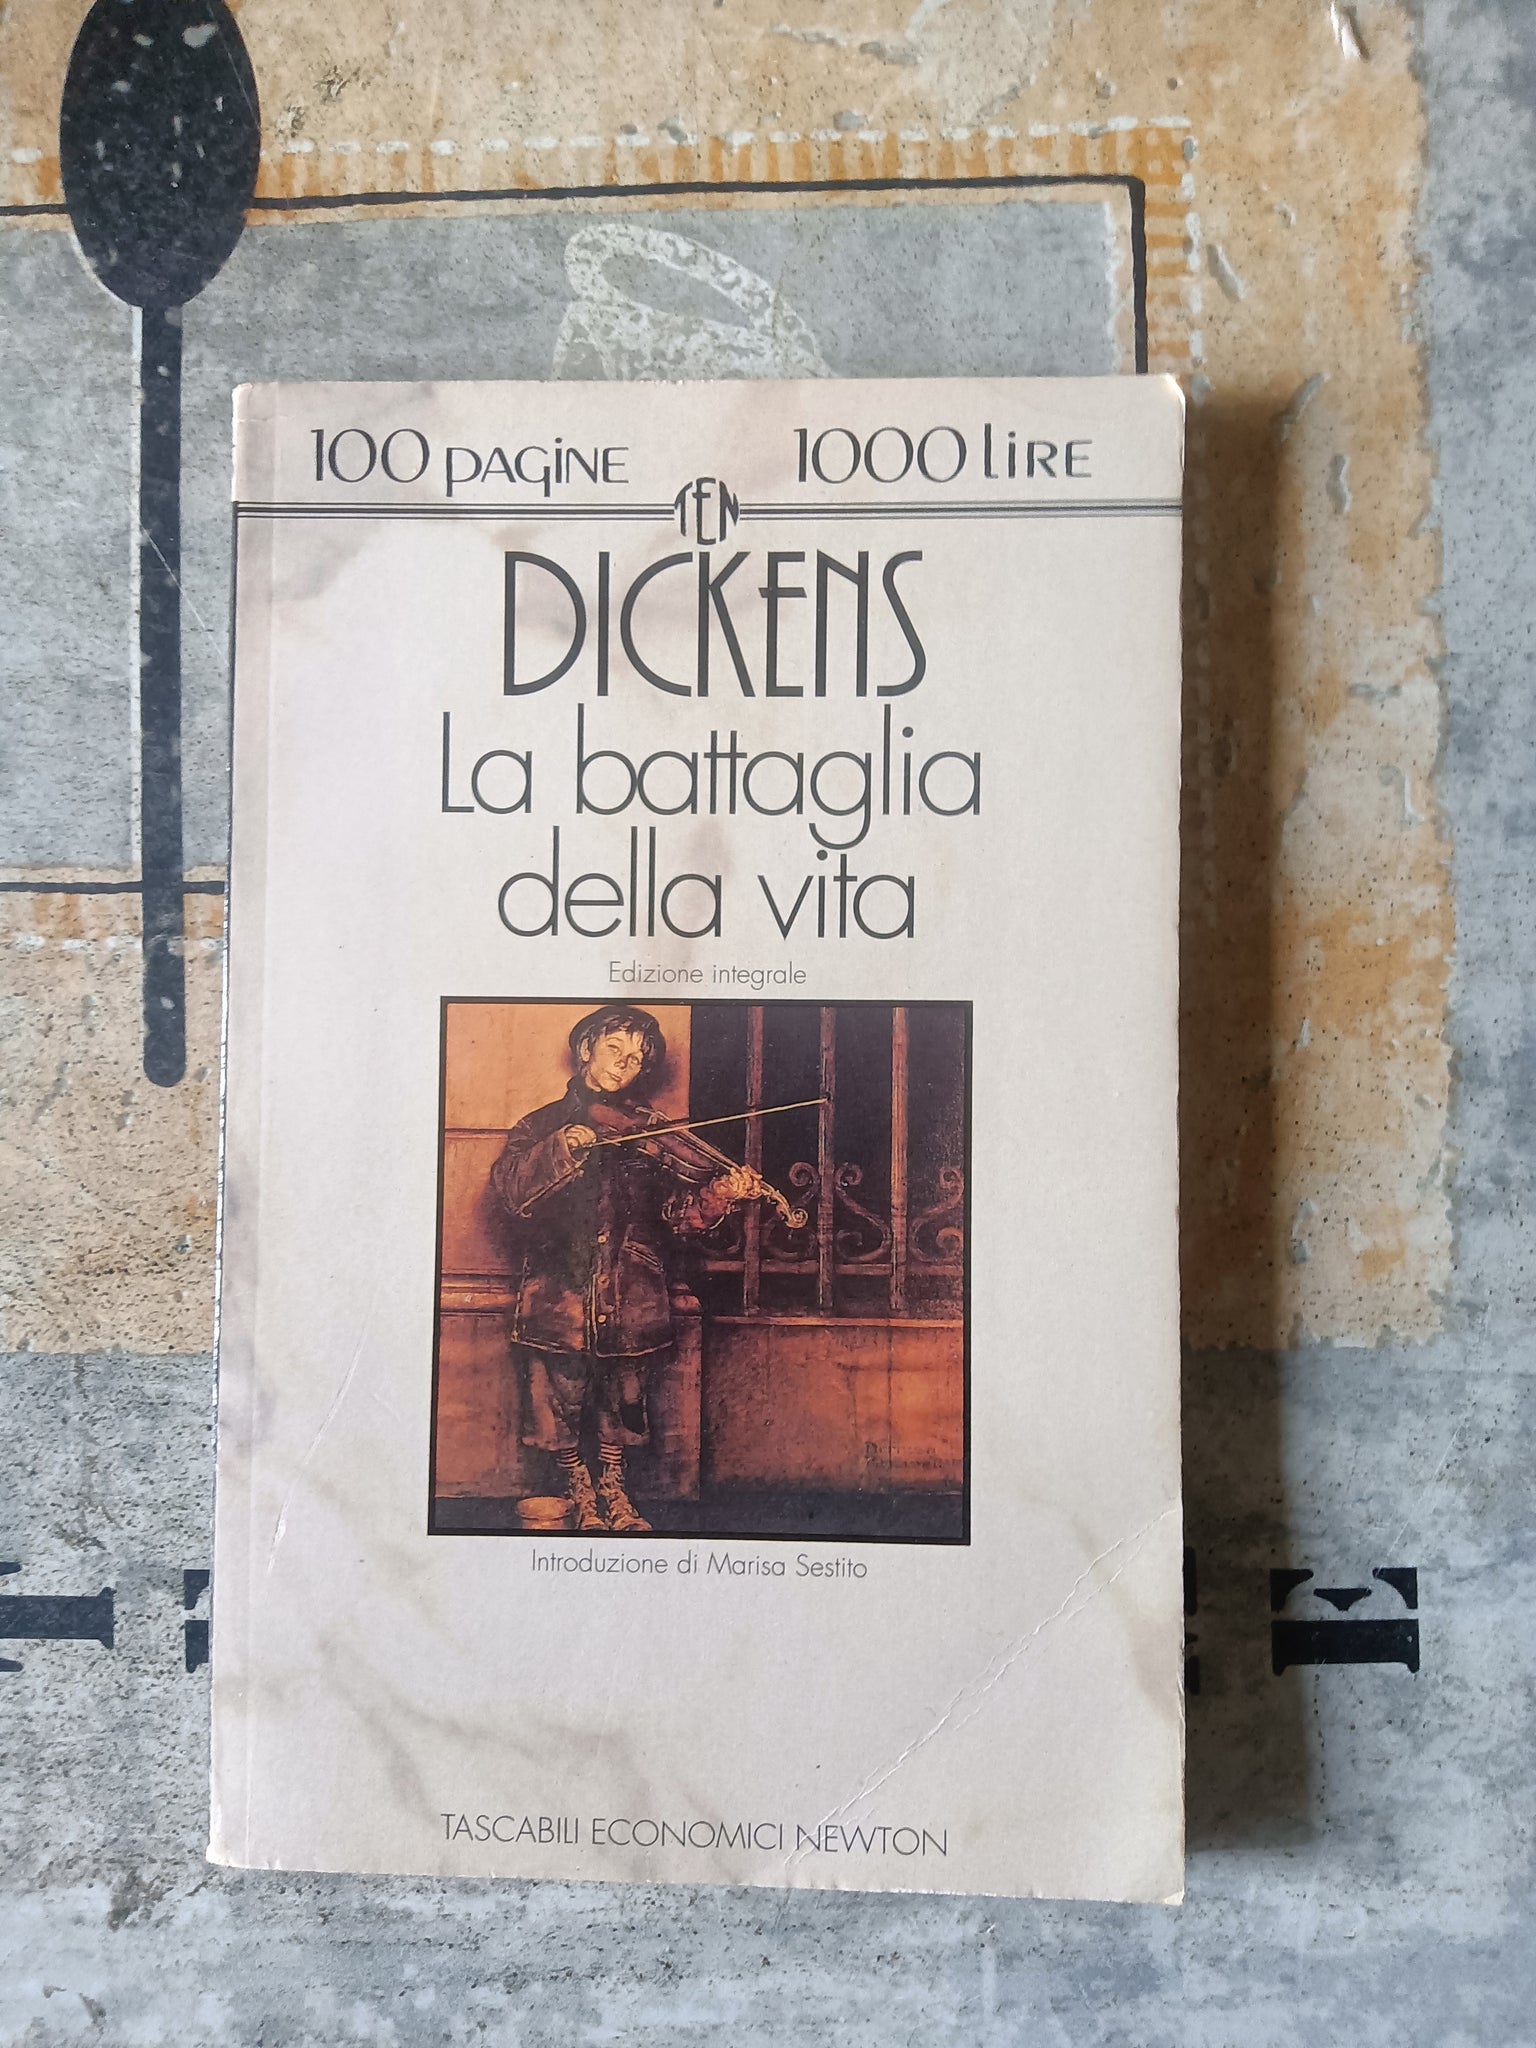 100 PAGINE 1000 LIRE
TEN
DICKENS
La battaglia
della vita
Edizione integrale
Introduzione di Marisa Sestito
TASCABILI ECONOMICI NEWTON